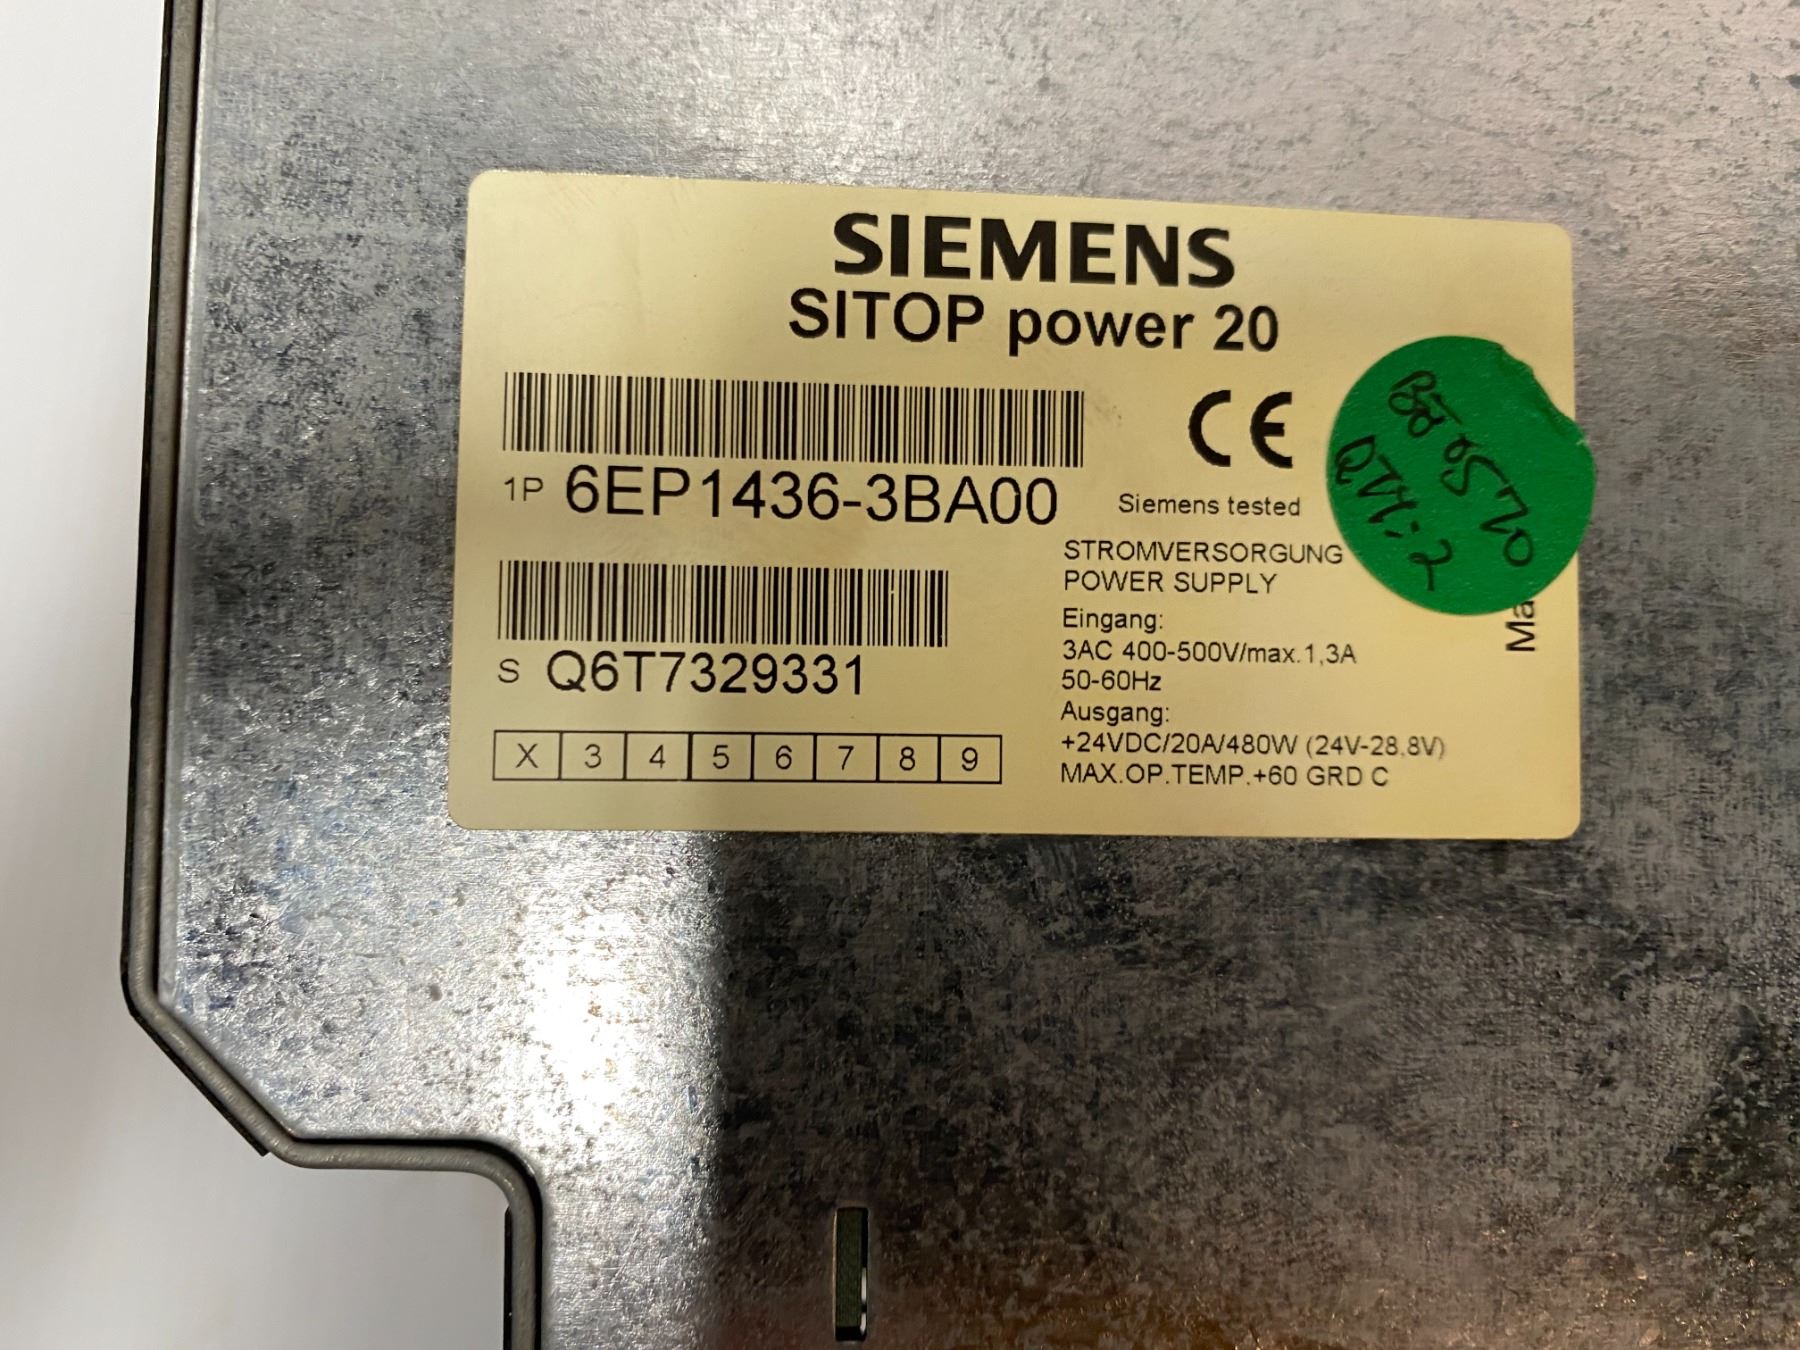 SIEMENS
SITOP power 20
1P 6EP1436-3BA00
CE
Siemens tested
S Q6T7329331
X 3 4 5 6 7 8 9
STROMVERSORGUNG
POWER SUPPLY
Eingang:
3AC 400-500V/max.1,3A
50-60Hz
Ausgang:
+24VDC/20A/480W (24V-28,8V)
MAX.OP.TEMP.+60 GRD C
0570
QTY:2